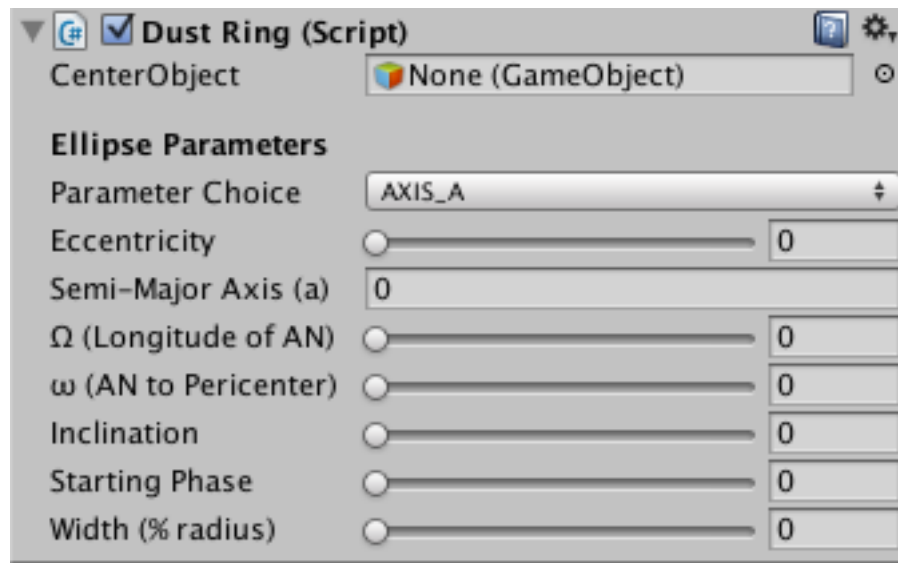 Dust Ring (Script)
CenterObject None (GameObject)
Ellipse Parameters
Parameter Choice AXIS_A
Eccentricity 0
Semi-Major Axis (a) 0
Ω (Longitude of AN) 0
ω (AN to Pericenter) 0
Inclination 0
Starting Phase 0
Width (% radius) 0